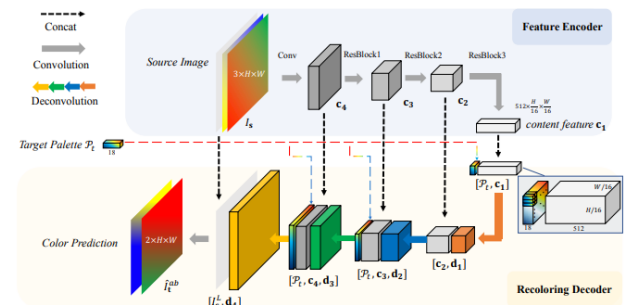 Concat
Convolution
Deconvolution
Feature Encoder
Source Image
3×H×W
I_s
Conv
ResBlock1
ResBlock2
ResBlock3
c_4
c_3
c_2
512×H/16×W/16
content feature c_1
Target Palette P_t
18
[P_t, c_1]
W/16
H/16
18
512
Color Prediction
2×H×W
Î_t^ab
d_4]
[P_t, c_4, d_3]
[P_t, c_3, d_2]
[c_2, d_1]
Recoloring Decoder